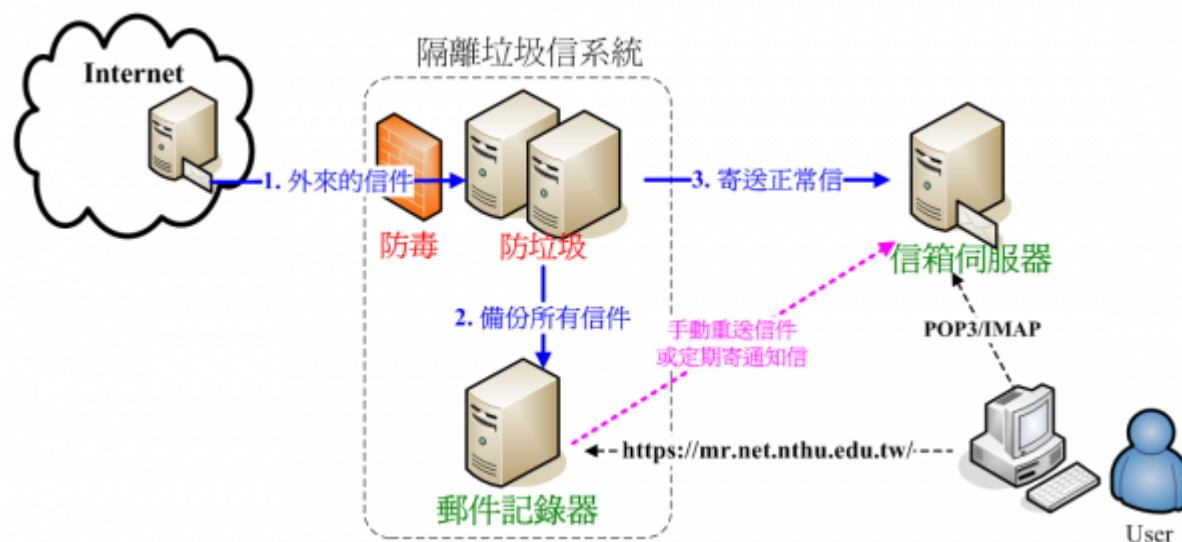 隔離垃圾信系統
Internet
1. 外來的信件
3. 寄送正常信
防毒
防垃圾
信箱伺服器
2. 備份所有信件
手動重送信件
或定期寄通知信
POP3/IMAP
https://mr.net.nthu.edu.tw/
郵件記錄器
User